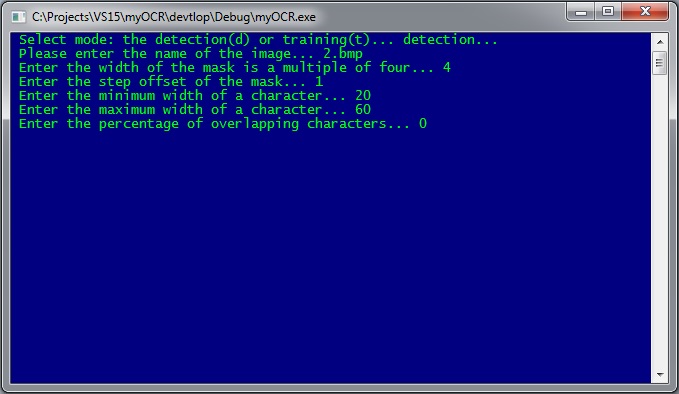 C:\Projects\VS15\myOCR\devtlop\Debug\myOCR.exe
Select mode: the detection(d) or training(t)... detection...
Please enter the name of the image... 2.bmp
Enter the width of the mask is a multiple of four... 4
Enter the step offset of the mask... 1
Enter the minimum width of a character... 20
Enter the maximum width of a character... 60
Enter the percentage of overlapping characters... 0